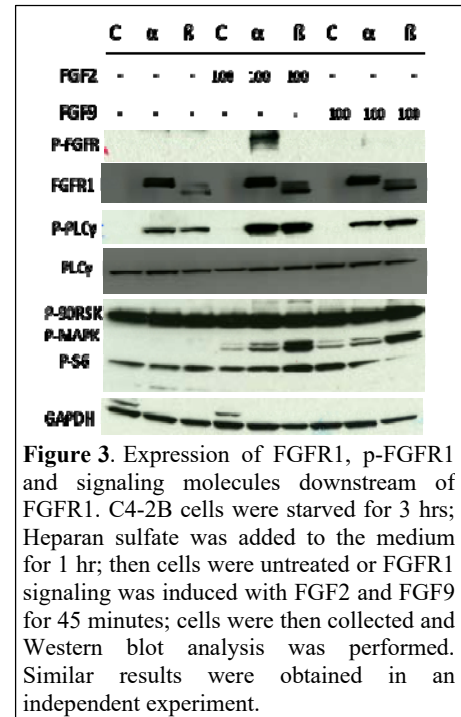 C α ß C α ß C α ß
FGF2 - - - 100 100 100 - - -
FGF9 - - - - - - 100 100 100
P-FGFR
FGFR1
P-PLCγ
PLCγ
P-90RSK
P-MAPK
P-S6
GAPDH
Figure 3. Expression of FGFR1, p-FGFR1
and signaling molecules downstream of
FGFR1. C4-2B cells were starved for 3 hrs;
Heparan sulfate was added to the medium
for 1 hr; then cells were untreated or FGFR1
signaling was induced with FGF2 and FGF9
for 45 minutes; cells were then collected and
Western blot analysis was performed.
Similar results were obtained in an
independent experiment.